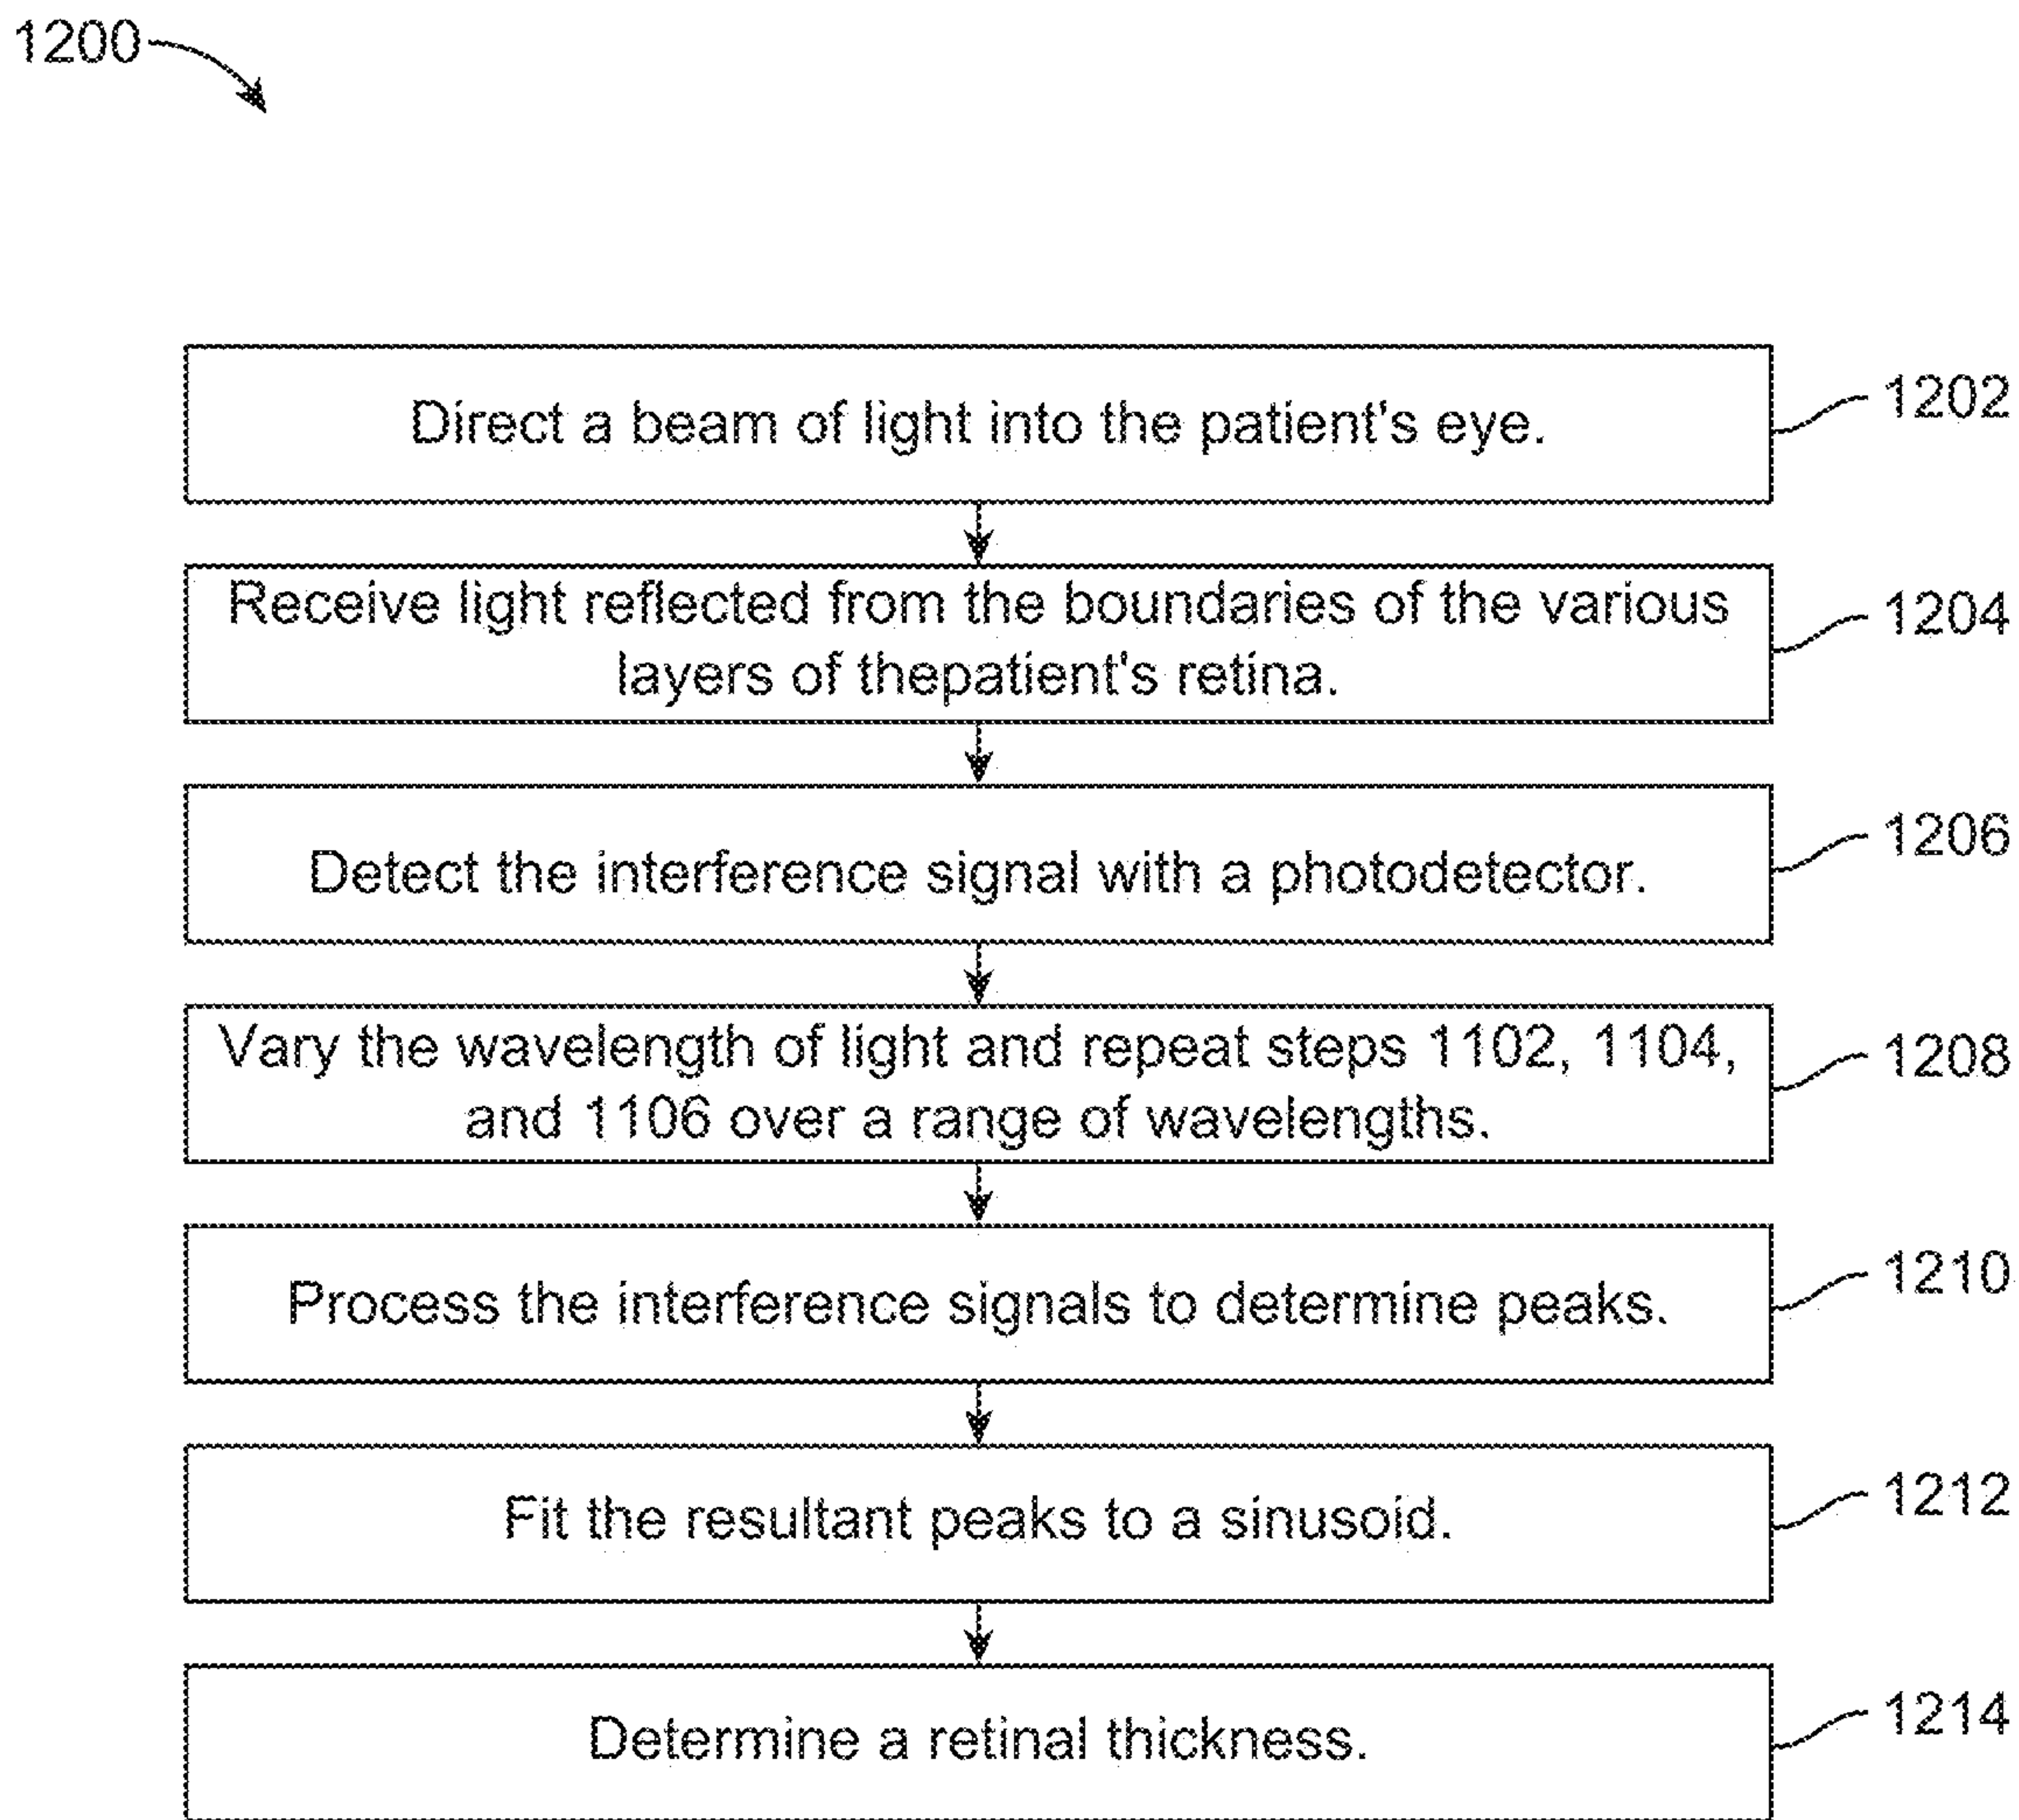 1200
Direct a beam of light into the patient's eye.
1202
Receive light reflected from the boundaries of the various
layers of thepatient's retina.
1204
Detect the interference signal with a photodetector.
1206
Vary the wavelength of light and repeat steps 1102, 1104,
and 1106 over a range of wavelengths.
1208
Process the interference signals to determine peaks.
1210
Fit the resultant peaks to a sinusoid.
1212
Determine a retinal thickness.
1214